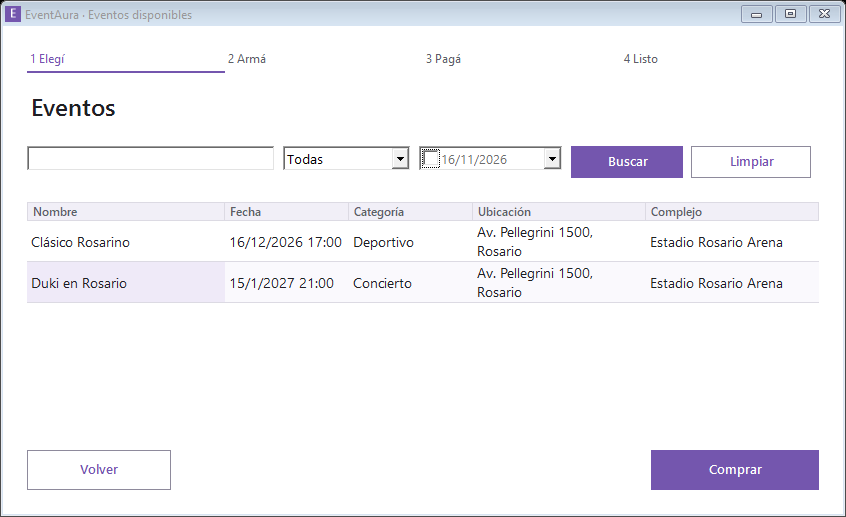 E EventAura - Eventos disponibles
1 Elegí 2 Armá 3 Pagá 4 Listo
Eventos
Todas 16/11/2026 Buscar Limpiar
Nombre Fecha Categoría Ubicación Complejo
Clásico Rosarino 16/12/2026 17:00 Deportivo Av. Pellegrini 1500, Rosario Estadio Rosario Arena
Duki en Rosario 15/1/2027 21:00 Concierto Av. Pellegrini 1500, Rosario Estadio Rosario Arena
Volver Comprar